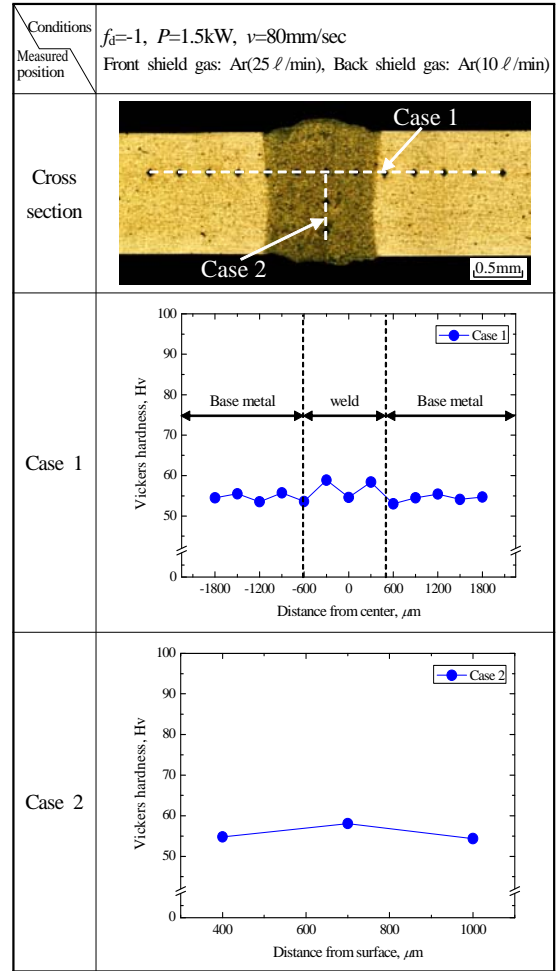 Conditions
Measured
position
f_d=-1, P=1.5kW, v=80mm/sec
Front shield gas: Ar(25 ℓ/min), Back shield gas: Ar(10 ℓ/min)
Cross
section
Case 1
Case 2
0.5mm
Case 1
100
90
80
70
60
50
0
Vickers hardness, Hv
Case 1
Base metal
weld
Base metal
-1800 -1200 -600 0 600 1200 1800
Distance from center, μm
Case 2
100
90
80
70
60
50
0
Vickers hardness, Hv
Case 2
400 600 800 1000
Distance from surface, μm